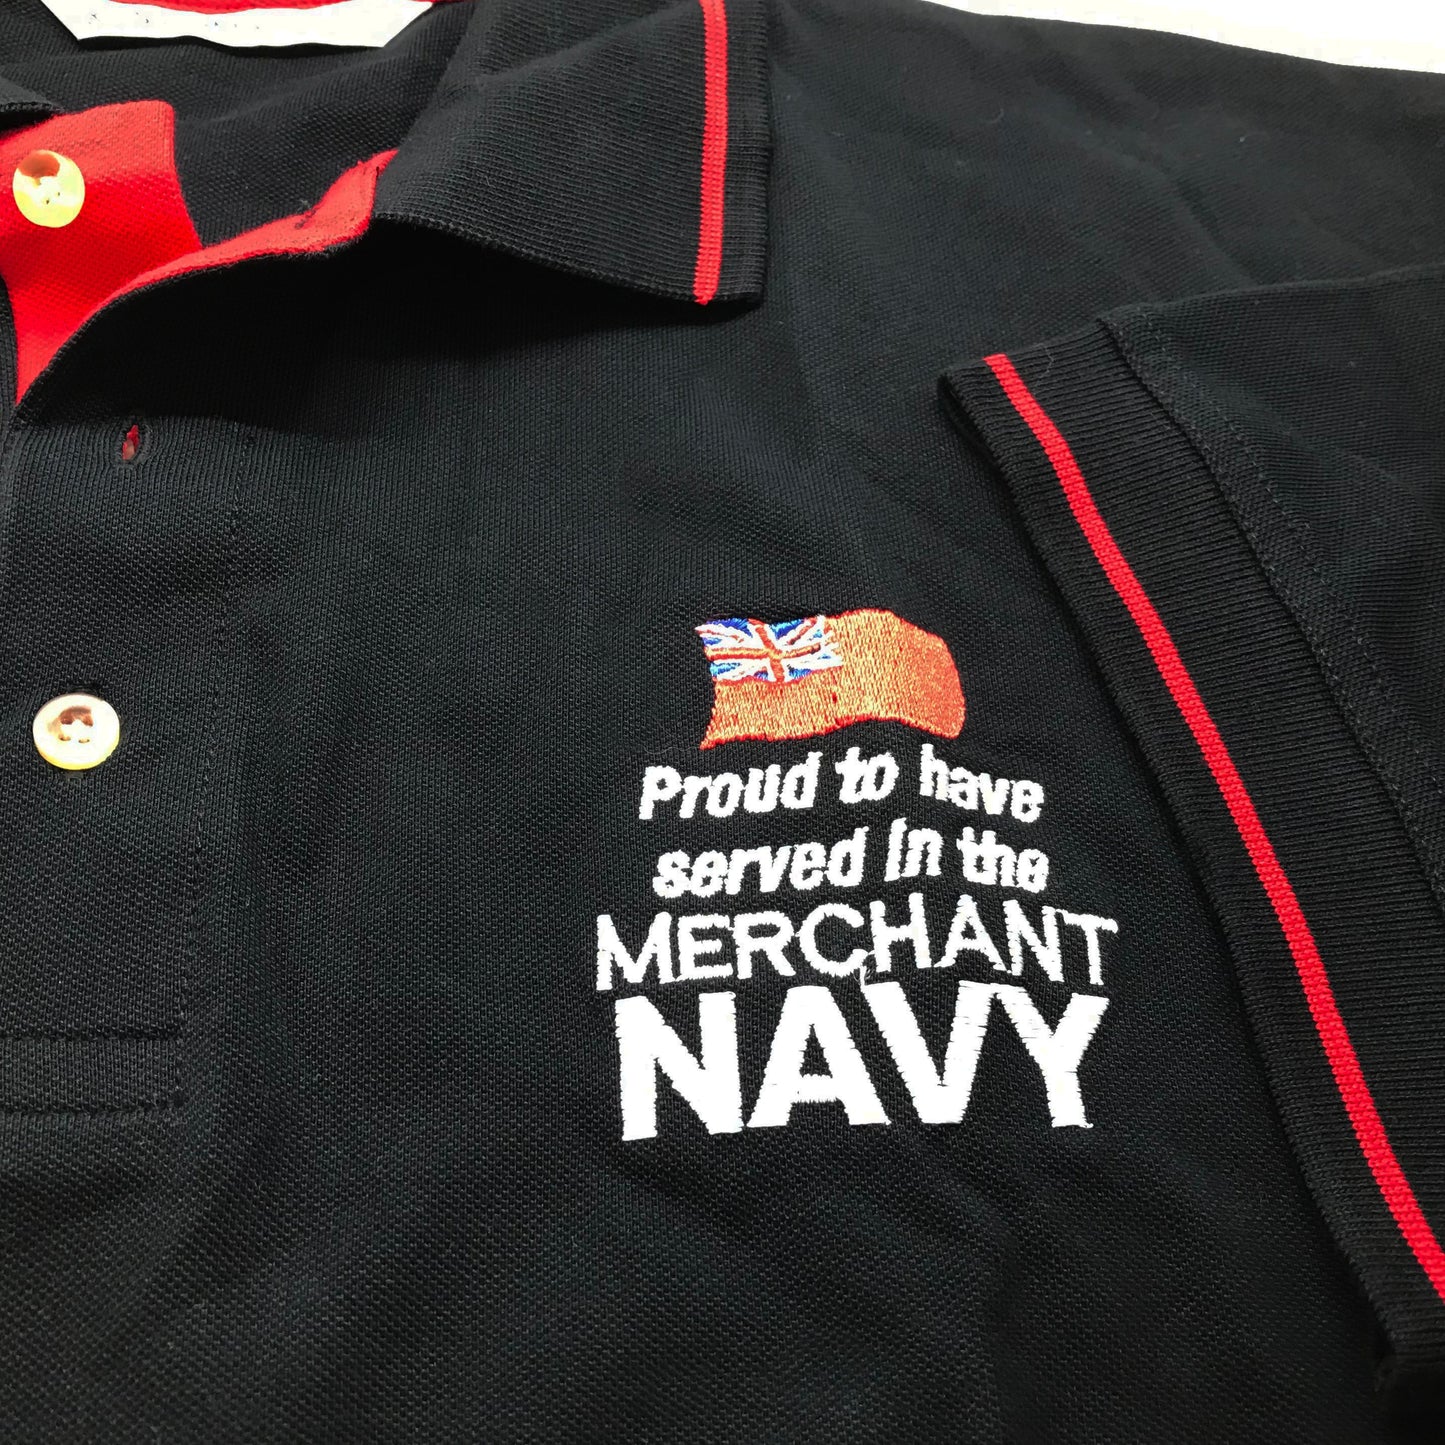 Proud to have
served in the
MERCHANT
NAVY